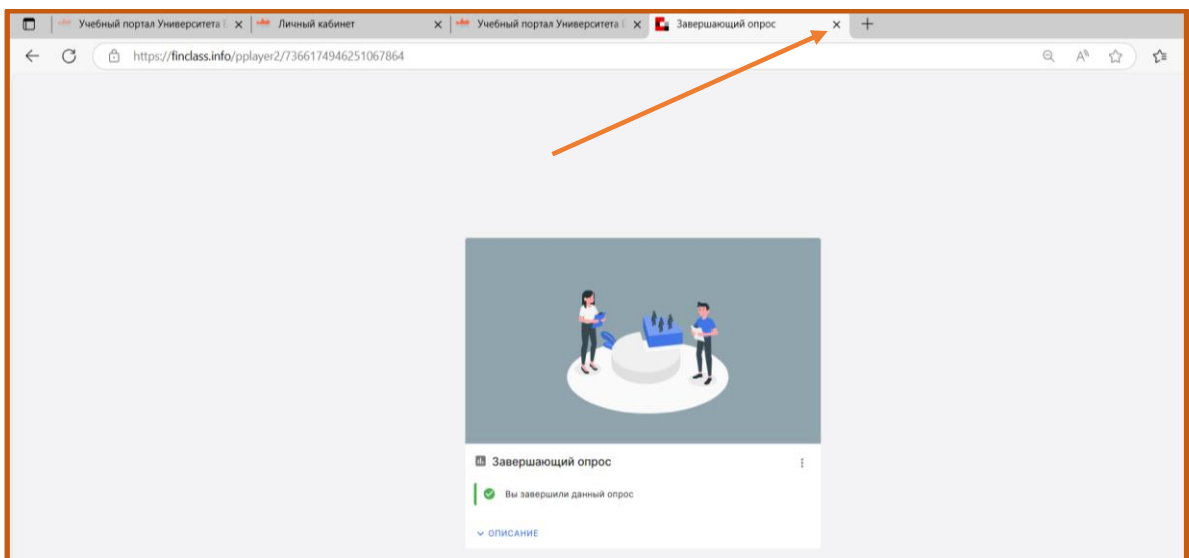 Учебный портал Университета
Личный кабинет
Учебный портал Университета
Завершающий опрос
https://finclass.info/pplayer2/7366174946251067864
Завершающий опрос
Вы завершили данный опрос
ОПИСАНИЕ